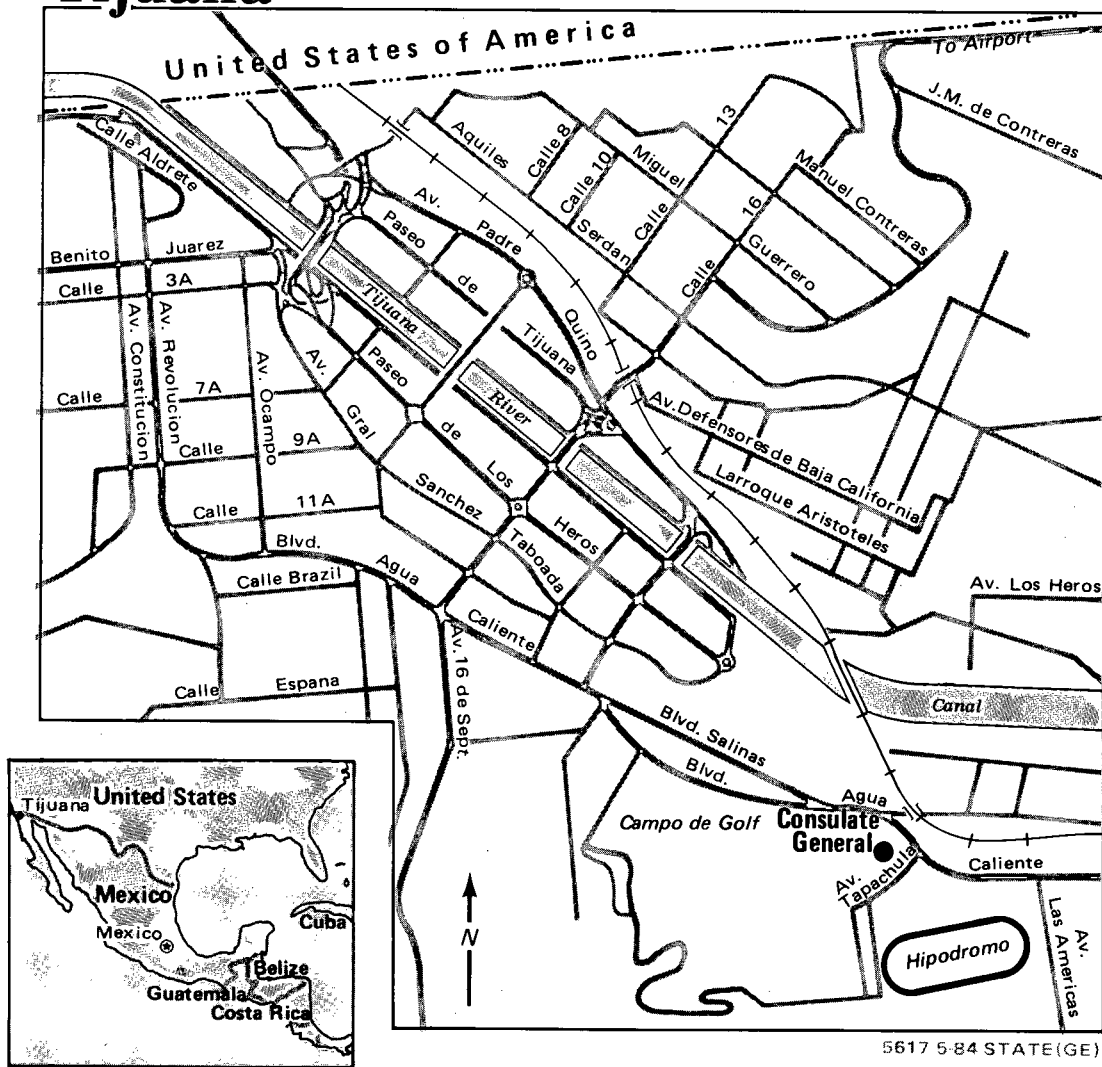 Tijuana
United States of America
To Airport
J.M. de Contreras
Calle Aldrete
Aquiles
Serdan
Calle 8
Calle 10
Miguel
Guerrero
Calle 13
Calle 16
Manuel Contreras
Benito Juarez
Calle 3A
Av. Constitucion
Av. Revolucion
Av. Ocampo
Calle 7A
Calle 9A
Calle 11A
Av. Padre
Quino
Paseo de
Tijuana
Tijuana
River
Av. Gral
Sanchez
Taboada
Paseo de Los
Heros
Av. Defensores de Baja California
Larroque Aristoteles
Av. Los Heros
Blvd. Agua
Caliente
Calle Brazil
Calle Espana
Av. 16 de Sept.
Canal
Blvd. Salinas
Blvd. Agua
Caliente
Campo de Golf
Consulate
General
Av.
Tapachula
Hipodromo
Av.
Las Americas
N
Tijuana
United States
Mexico
Mexico
Cuba
Belize
Guatemala
Costa Rica
5617 5-84 STATE(GE)